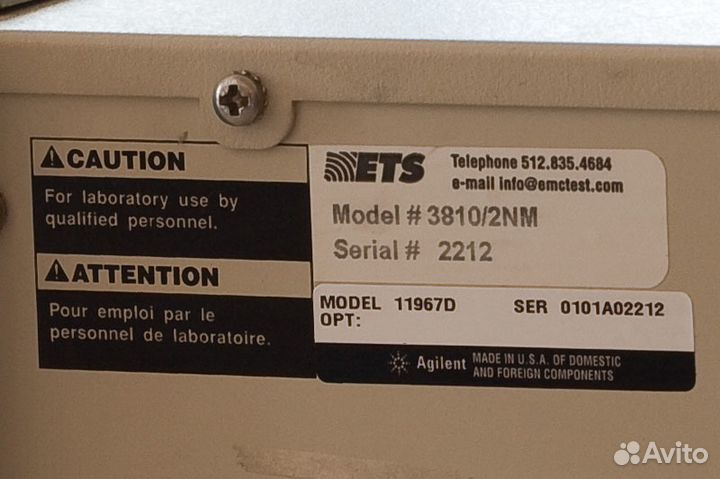 CAUTION
For laboratory use by
qualified personnel.
ATTENTION
Pour emploi par le
personnel de laboratoire.
ETS
Telephone 512.835.4684
e-mail info@emctest.com
Model # 3810/2NM
Serial # 2212
MODEL 11967D SER 0101A02212
OPT:
Agilent MADE IN U.S.A. OF DOMESTIC
AND FOREIGN COMPONENTS
Avito